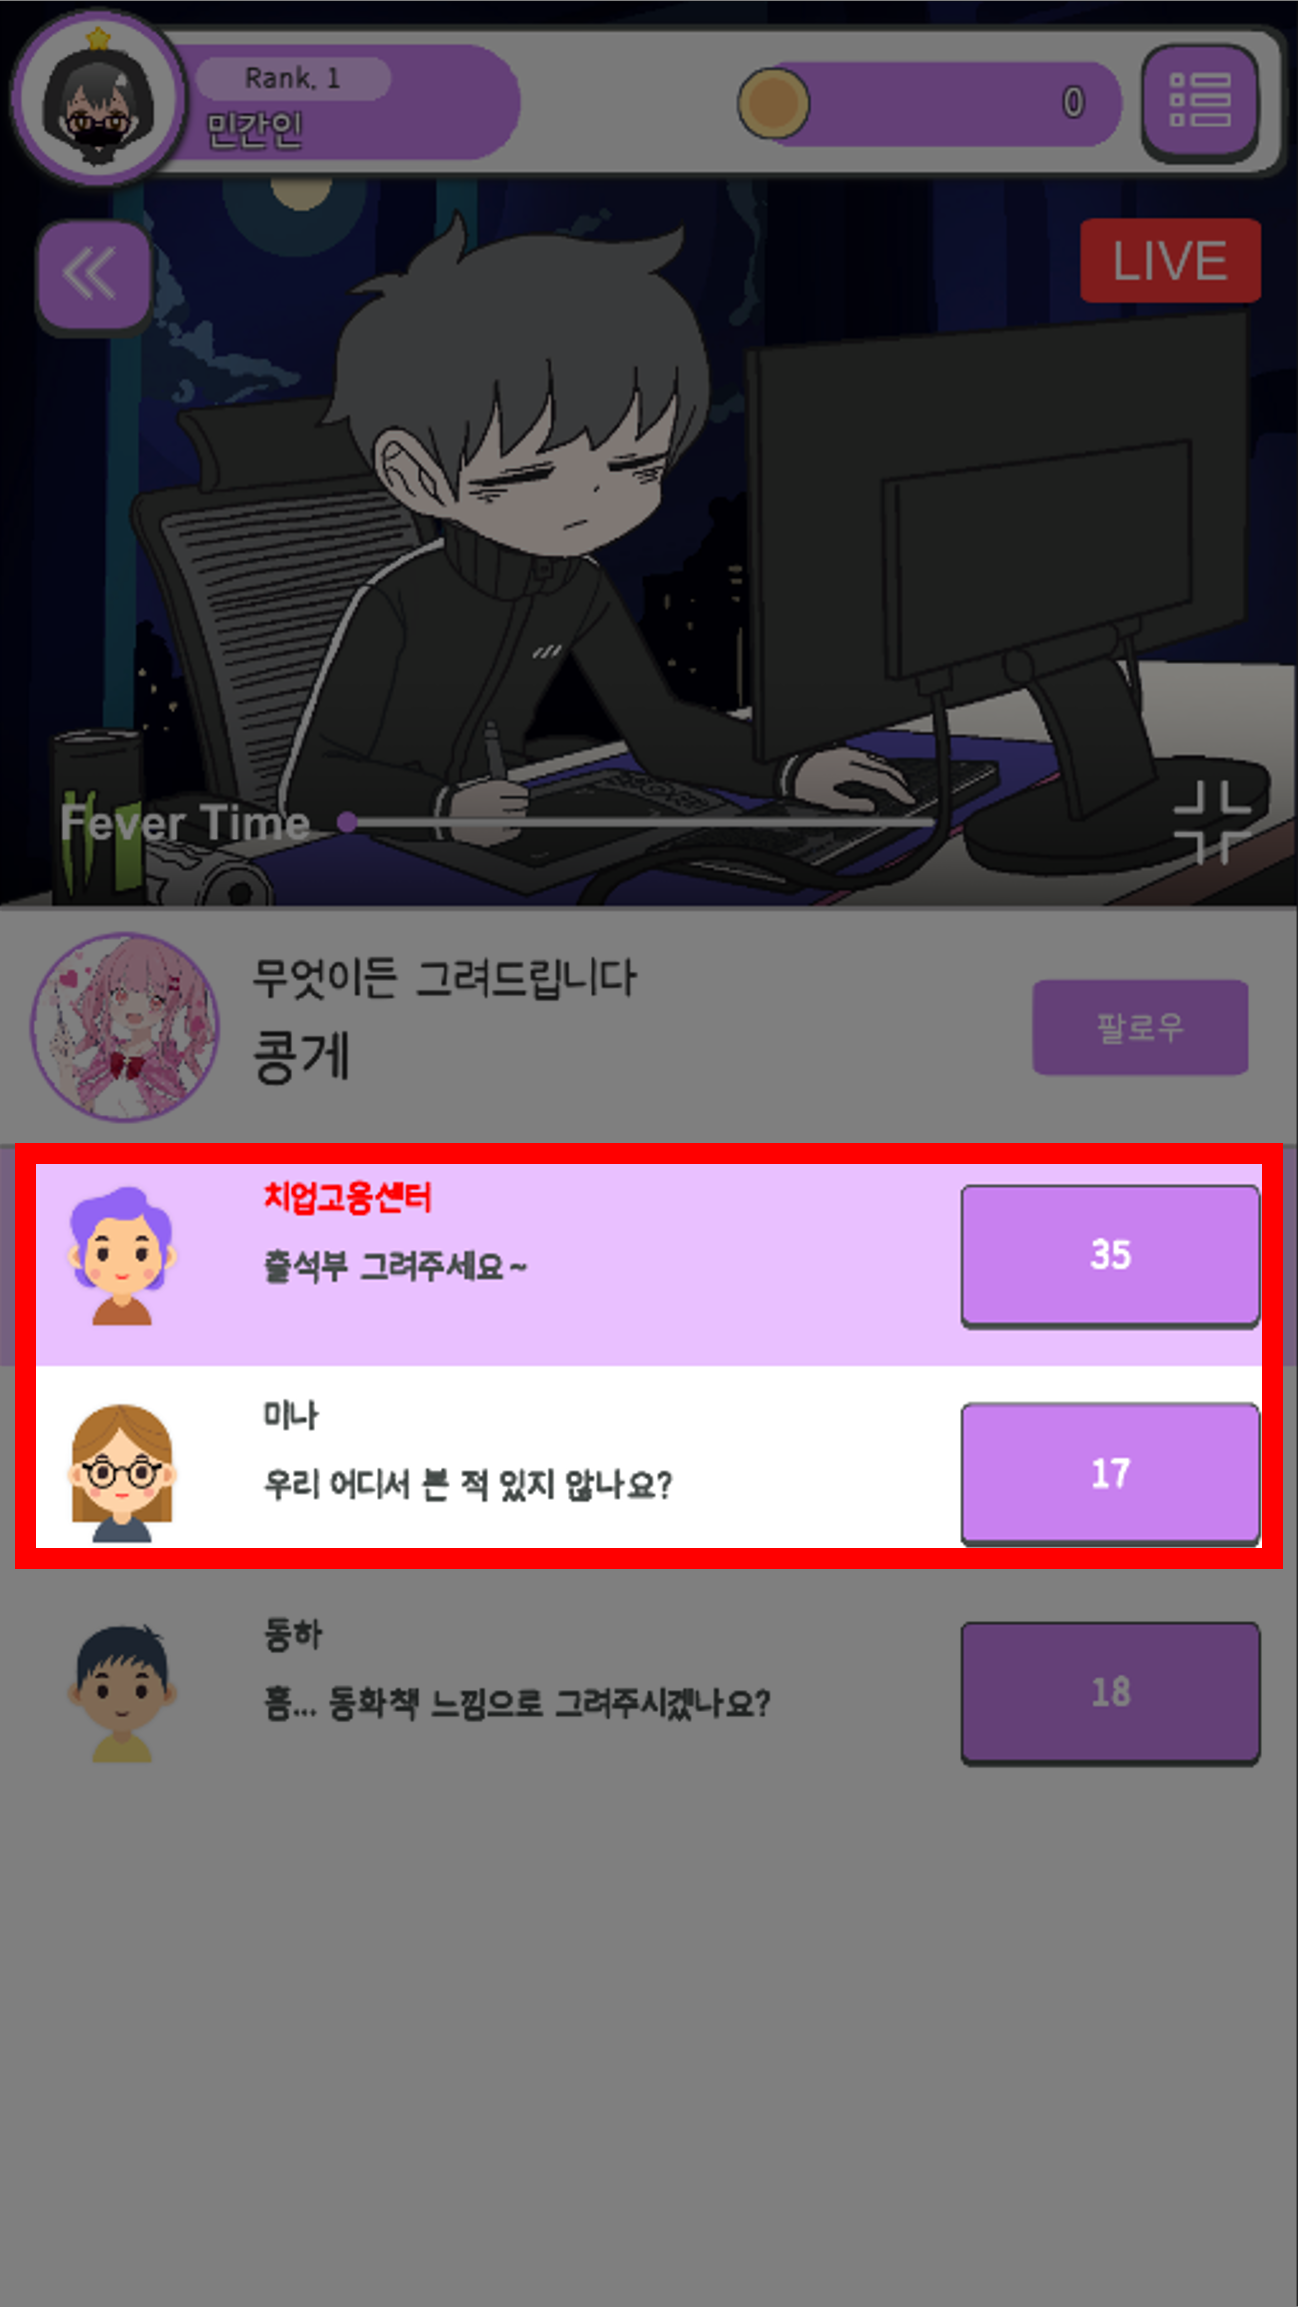 Rank. 1
민간인
0
LIVE
Fever Time
무엇이든 그려드립니다
콩게
팔로우
치업고용센터
출석부 그려주세요~
35
미나
우리 어디서 본 적 있지 않나요?
17
동하
흠... 동화책 느낌으로 그려주시겠나요?
18